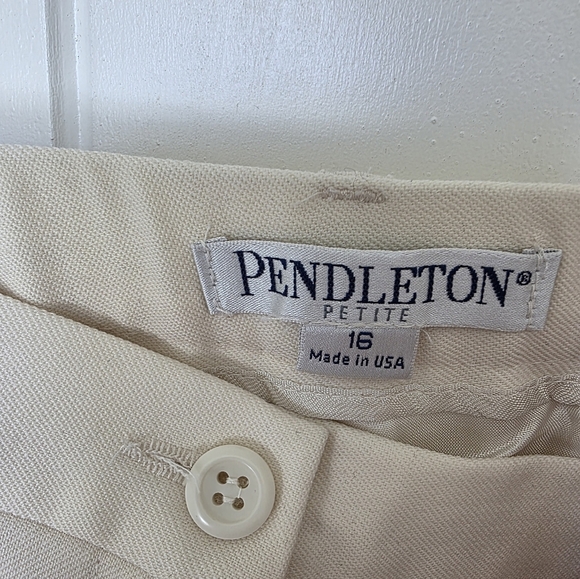 PENDLETON®
PETITE
16
Made in USA